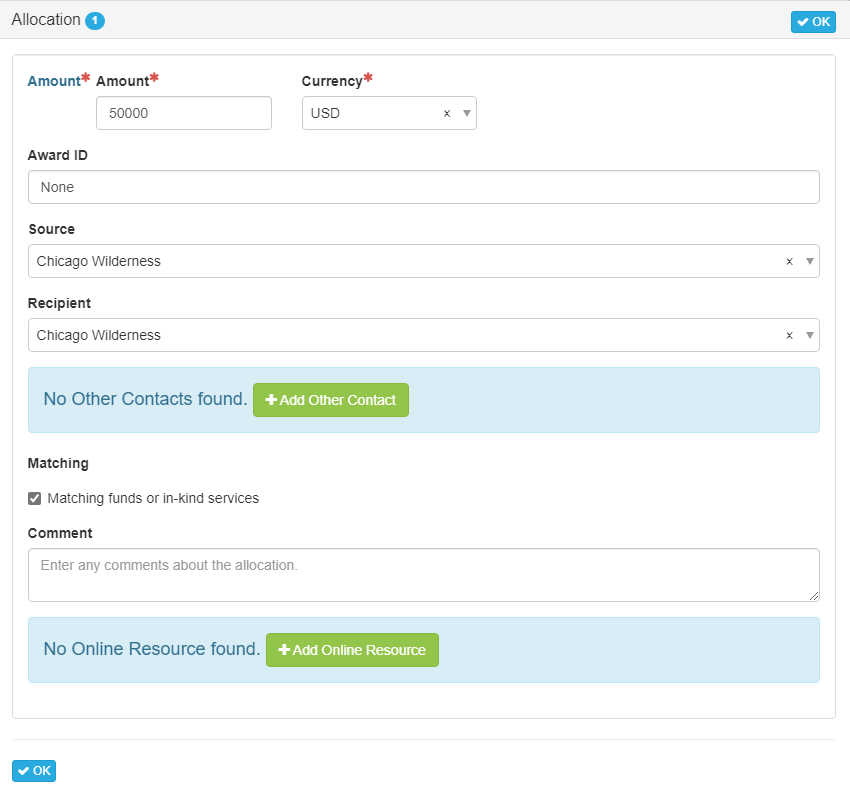 Allocation 1
OK
Amount* Amount* Currency*
50000 USD × ▼
Award ID
None
Source
Chicago Wilderness × ▼
Recipient
Chicago Wilderness × ▼
No Other Contacts found. + Add Other Contact
Matching
Matching funds or in-kind services
Comment
Enter any comments about the allocation.
No Online Resource found. + Add Online Resource
OK